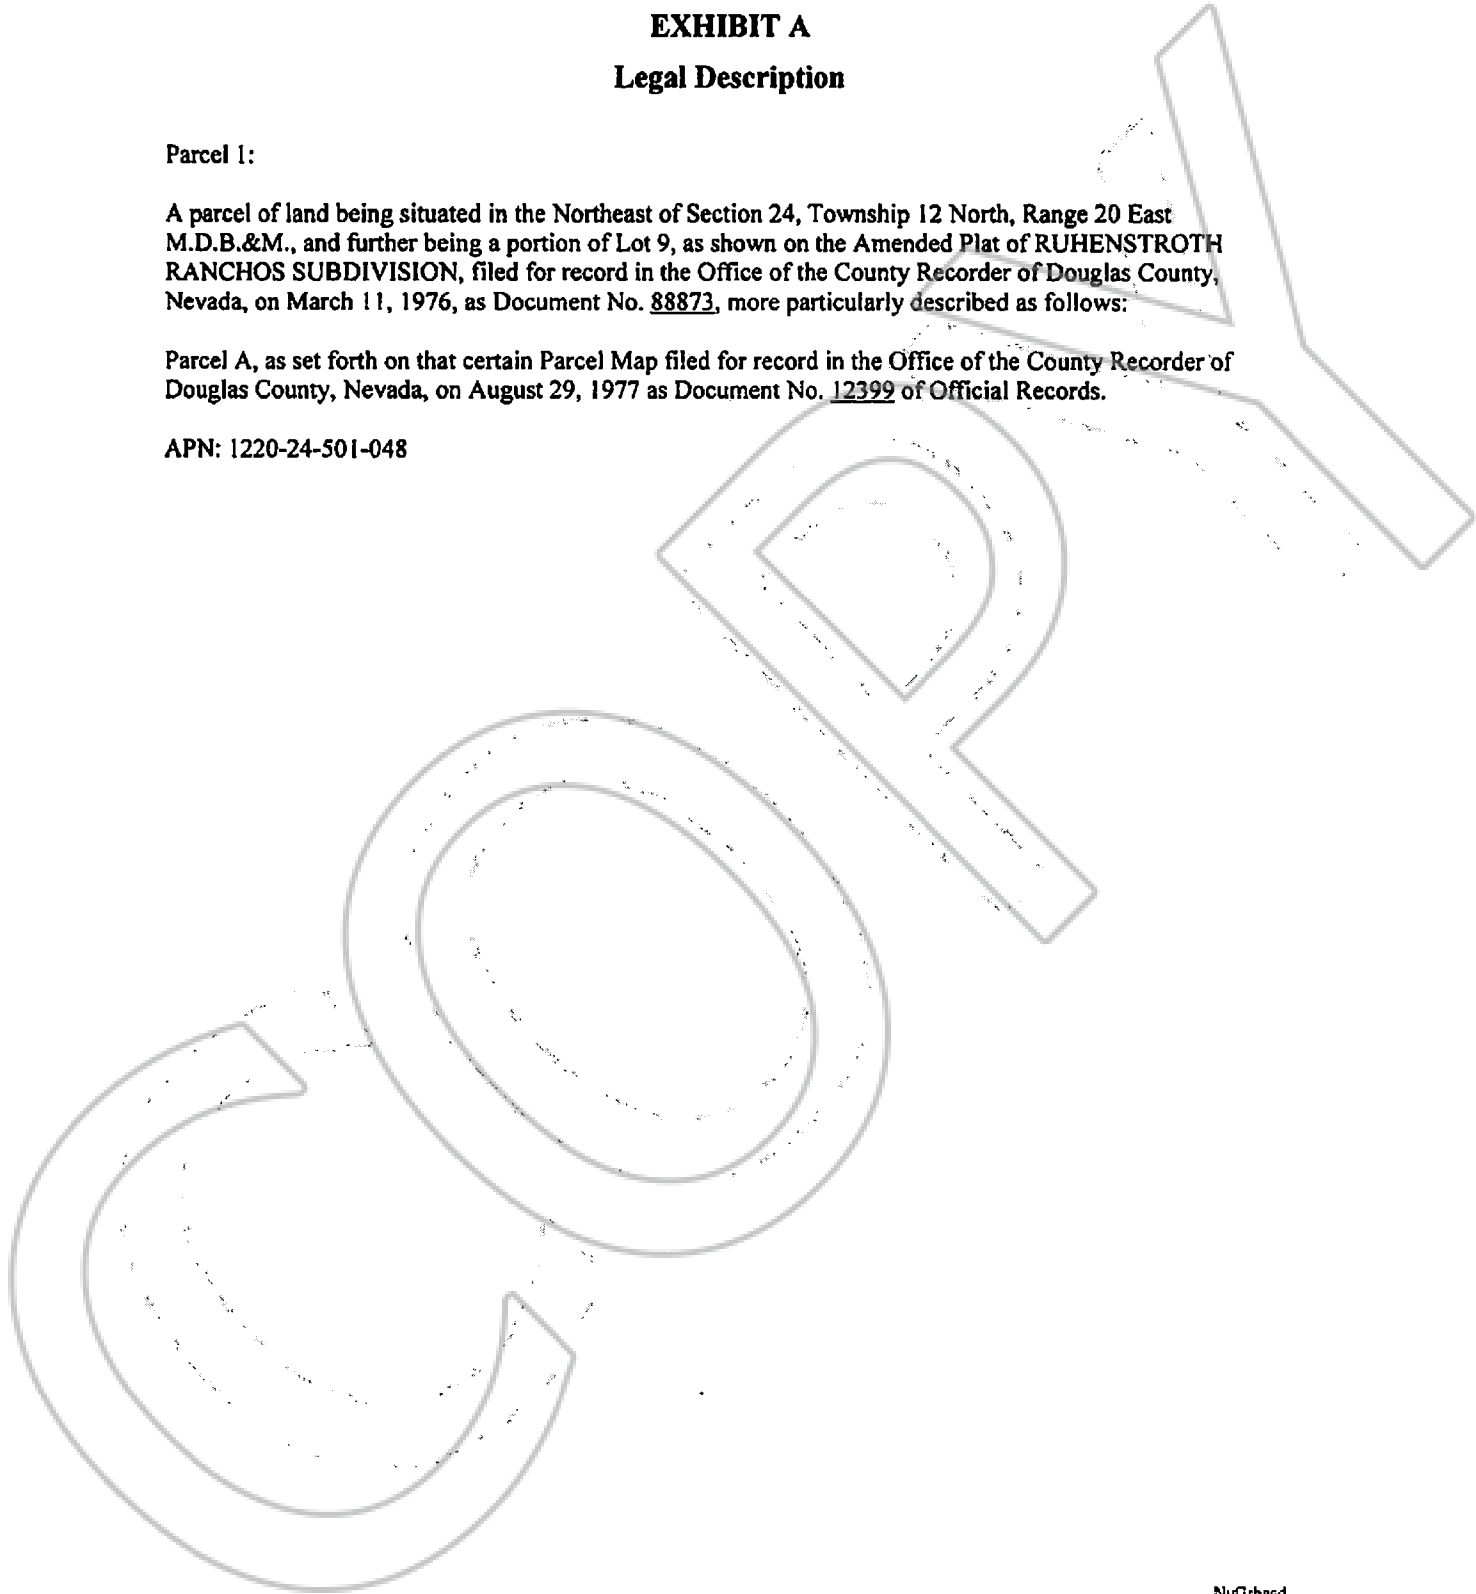 EXHIBIT A
Legal Description
Parcel 1:
A parcel of land being situated in the Northeast of Section 24, Township 12 North, Range 20 East
M.D.B.&M., and further being a portion of Lot 9, as shown on the Amended Plat of RUHENSTROTH
RANCHOS SUBDIVISION, filed for record in the Office of the County Recorder of Douglas County,
Nevada, on March 11, 1976, as Document No. 88873, more particularly described as follows:
Parcel A, as set forth on that certain Parcel Map filed for record in the Office of the County Recorder of
Douglas County, Nevada, on August 29, 1977 as Document No. 12399 of Official Records.
APN: 1220-24-501-048
COPY